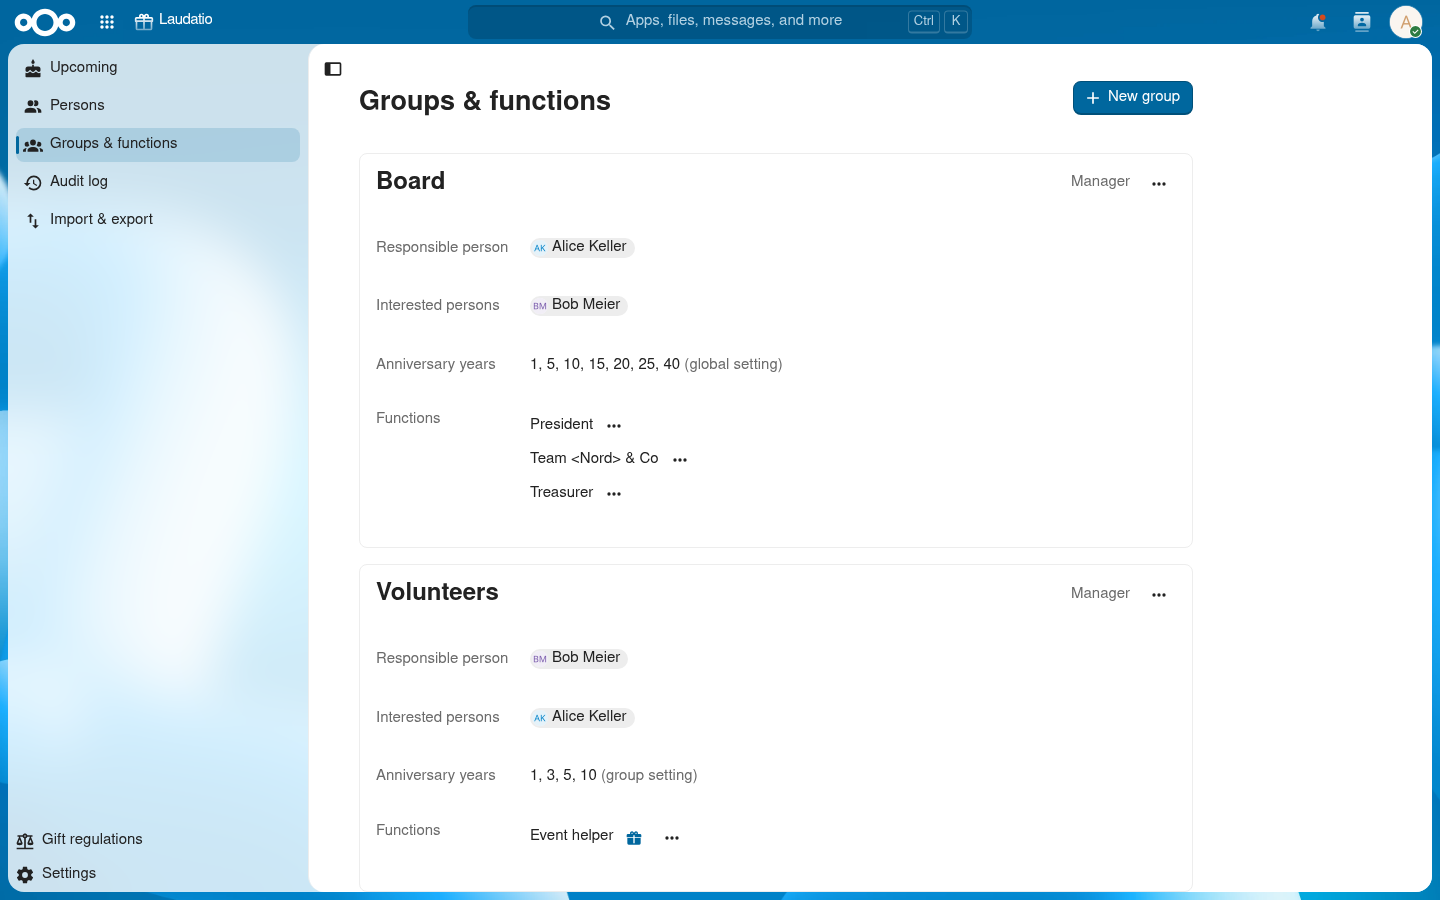 Laudatio
Apps, files, messages, and more
Ctrl K
A
Upcoming
Persons
Groups & functions
Audit log
Import & export
Gift regulations
Settings
Groups & functions
New group
Board
Manager
Responsible person
AK Alice Keller
Interested persons
BM Bob Meier
Anniversary years
1, 5, 10, 15, 20, 25, 40 (global setting)
Functions
President
Team <Nord> & Co
Treasurer
Volunteers
Manager
Responsible person
BM Bob Meier
Interested persons
AK Alice Keller
Anniversary years
1, 3, 5, 10 (group setting)
Functions
Event helper